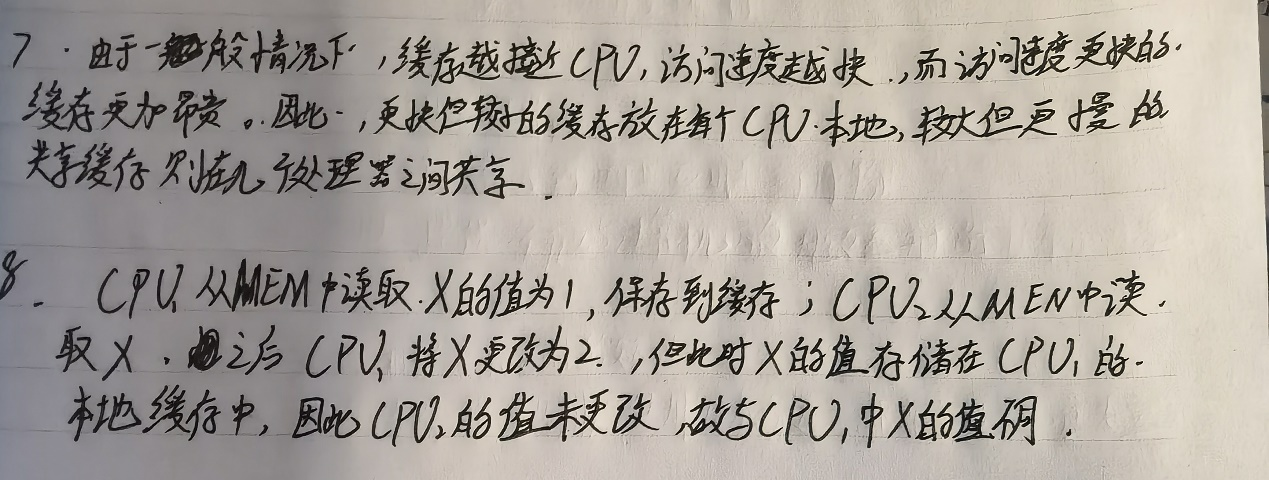 7. 由于一般情况下,缓存越接近CPU,访问速度越快,而访问速度更快的
缓存更加昂贵。因此,更快但较小的缓存放在每个CPU本地,较大但更慢的
共享缓存则在几个处理器之间共享.
8. CPU₁从MEM中读取X的值为1,保存到缓存;CPU₂从MEN中读
取X.之后CPU₁将X更改为2.,但此时X的值存储在CPU₁的
本地缓存中,因此CPU₂的值未更改,故与CPU₁中X的值不同.